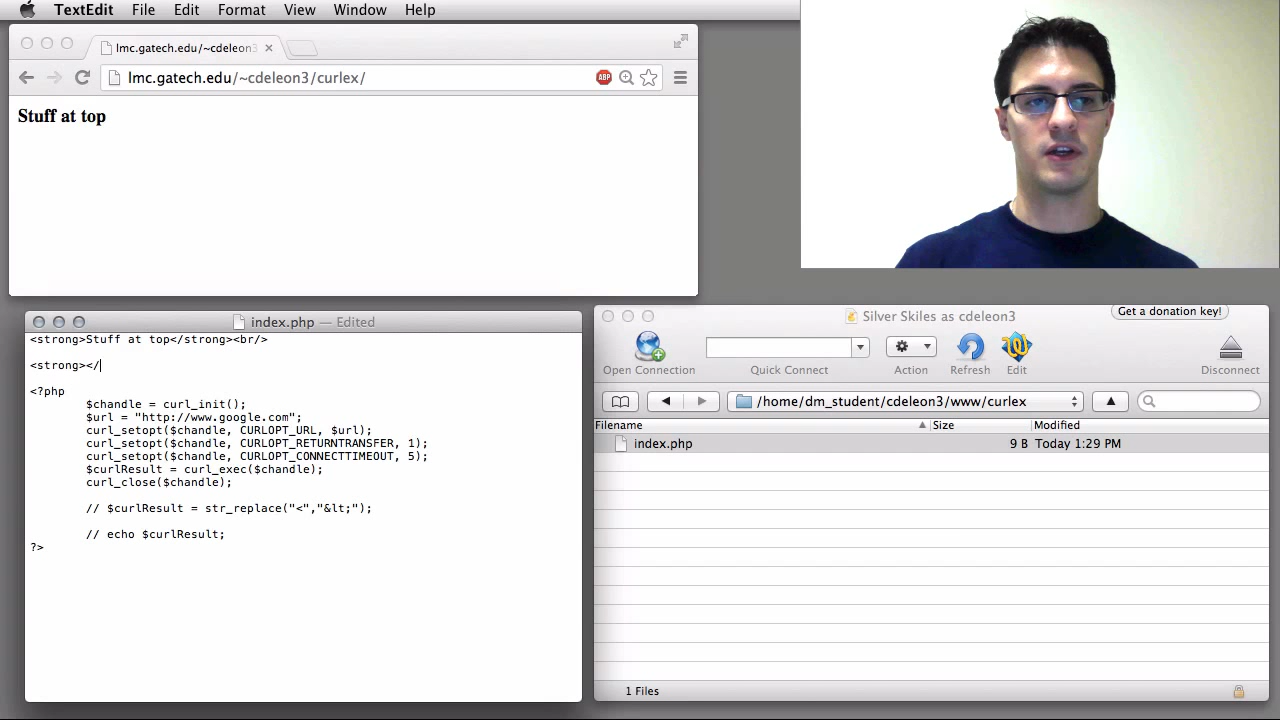 TextEdit File Edit Format View Window Help
lmc.gatech.edu/~cdeleon3
lmc.gatech.edu/~cdeleon3/curlex/
ABP
Stuff at top
index.php — Edited
<strong>Stuff at top</strong><br/>
<strong></
<?php
$chandle = curl_init();
$url = "http://www.google.com";
curl_setopt($chandle, CURLOPT_URL, $url);
curl_setopt($chandle, CURLOPT_RETURNTRANSFER, 1);
curl_setopt($chandle, CURLOPT_CONNECTTIMEOUT, 5);
$curlResult = curl_exec($chandle);
curl_close($chandle);
// $curlResult = str_replace("<","&lt;");
// echo $curlResult;
?>
Silver Skiles as cdeleon3
Get a donation key!
Open Connection Quick Connect Action Refresh Edit Disconnect
/home/dm_student/cdeleon3/www/curlex
Filename Size Modified
index.php 9 B Today 1:29 PM
1 Files